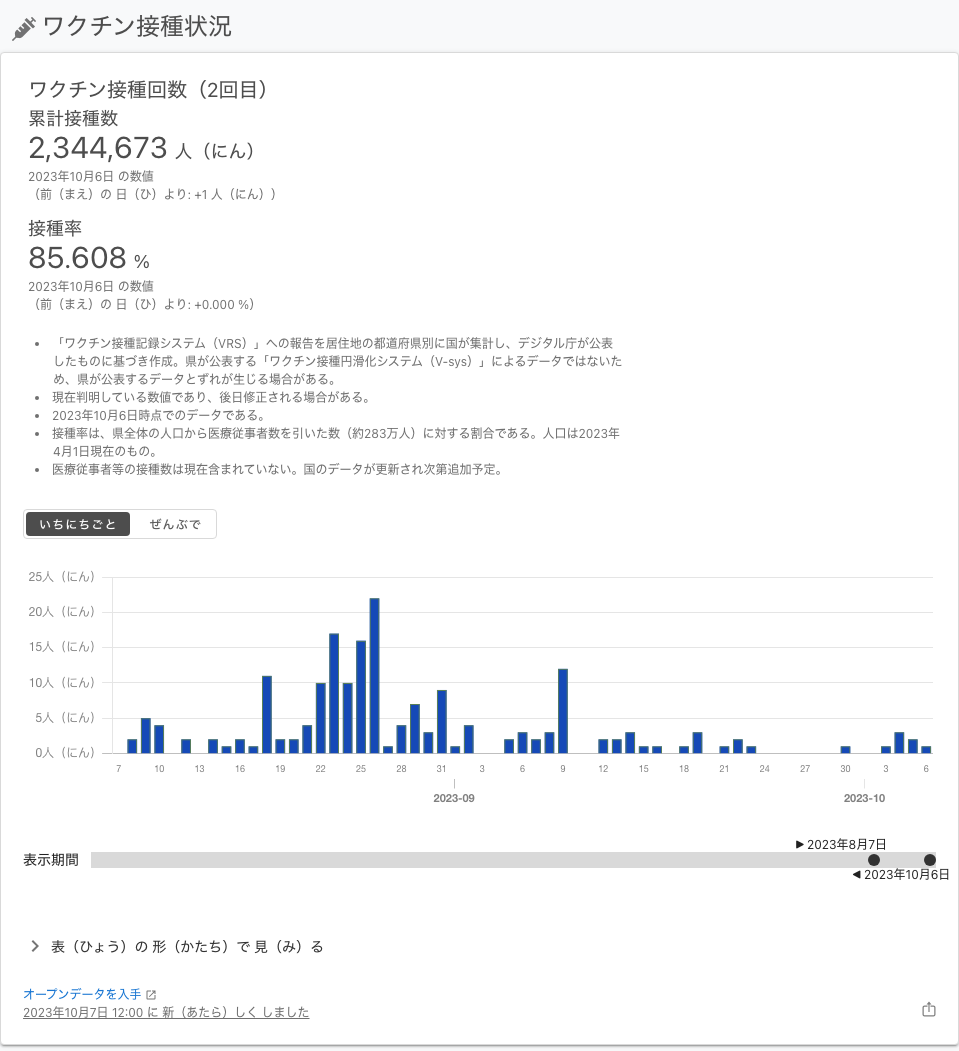 ワクチン接種状況
ワクチン接種回数（2回目）
累計接種数
2,344,673 人（にん）
2023年10月6日 の数値
（前（まえ）の 日（ひ）より: +1 人（にん））
接種率
85.608 %
2023年10月6日 の数値
（前（まえ）の 日（ひ）より: +0.000 %）
• 「ワクチン接種記録システム（VRS）」への報告を居住地の都道府県別に国が集計し、デジタル庁が公表
したものに基づき作成。県が公表する「ワクチン接種円滑化システム（V-sys）」によるデータではないた
め、県が公表するデータとずれが生じる場合がある。
• 現在判明している数値であり、後日修正される場合がある。
• 2023年10月6日時点でのデータである。
• 接種率は、県全体の人口から医療従事者数を引いた数（約283万人）に対する割合である。人口は2023年
4月1日現在のもの。
• 医療従事者等の接種数は現在含まれていない。国のデータが更新され次第追加予定。
いちにちごと ぜんぶで
25人（にん）
20人（にん）
15人（にん）
10人（にん）
5人（にん）
0人（にん）
7 10 13 16 19 22 25 28 31 3 6 9 12 15 18 21 24 27 30 3 6
2023-09 2023-10
▶ 2023年8月7日
表示期間
◀ 2023年10月6日
表（ひょう）の 形（かたち）で 見（み）る
オープンデータを入手
2023年10月7日 12:00 に 新（あたら）しく しました